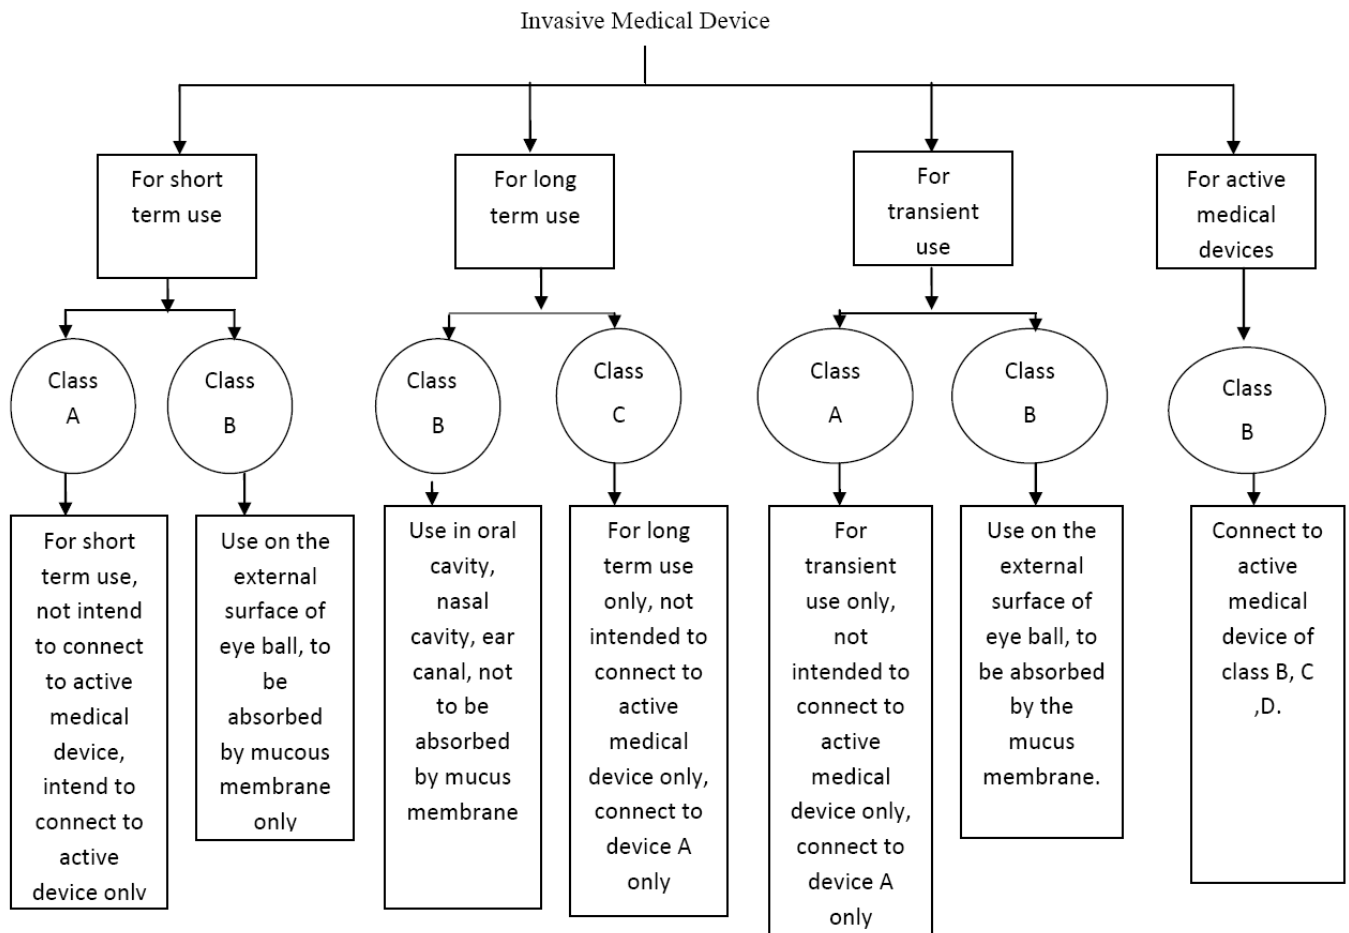 Invasive Medical Device
For short
term use
For long
term use
For
transient
use
For active
medical
devices
Class
A
Class
B
Class
B
Class
C
Class
A
Class
B
Class
B
For short
term use,
not intend
to connect
to active
medical
device,
intend to
connect to
active
device only
Use on the
external
surface of
eye ball, to
be
absorbed
by mucous
membrane
only
Use in oral
cavity,
nasal
cavity, ear
canal, not
to be
absorbed
by mucus
membrane
For long
term use
only, not
intended to
connect to
active
medical
device only,
connect to
device A
only
For
transient
use only,
not
intended to
connect to
active
medical
device only,
connect to
device A
only
Use on the
external
surface of
eye ball, to
be absorbed
by the
mucus
membrane.
Connect to
active
medical
device of
class B, C
,D.